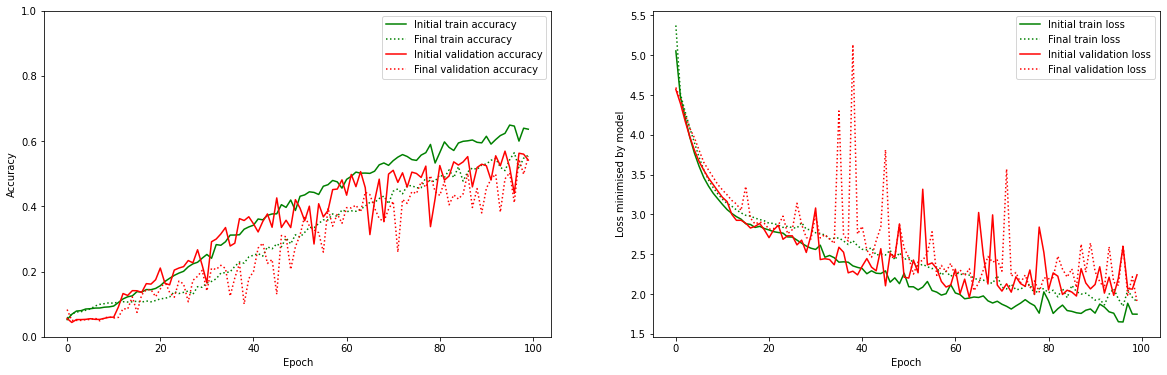 1.0
0.8
0.6
0.4
0.2
0.0
Accuracy
0 20 40 60 80 100
Epoch
Initial train accuracy
Final train accuracy
Initial validation accuracy
Final validation accuracy
5.5
5.0
4.5
4.0
3.5
3.0
2.5
2.0
1.5
Loss minimised by model
0 20 40 60 80 100
Epoch
Initial train loss
Final train loss
Initial validation loss
Final validation loss